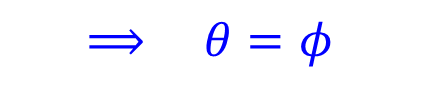 ⟹ θ = ϕ